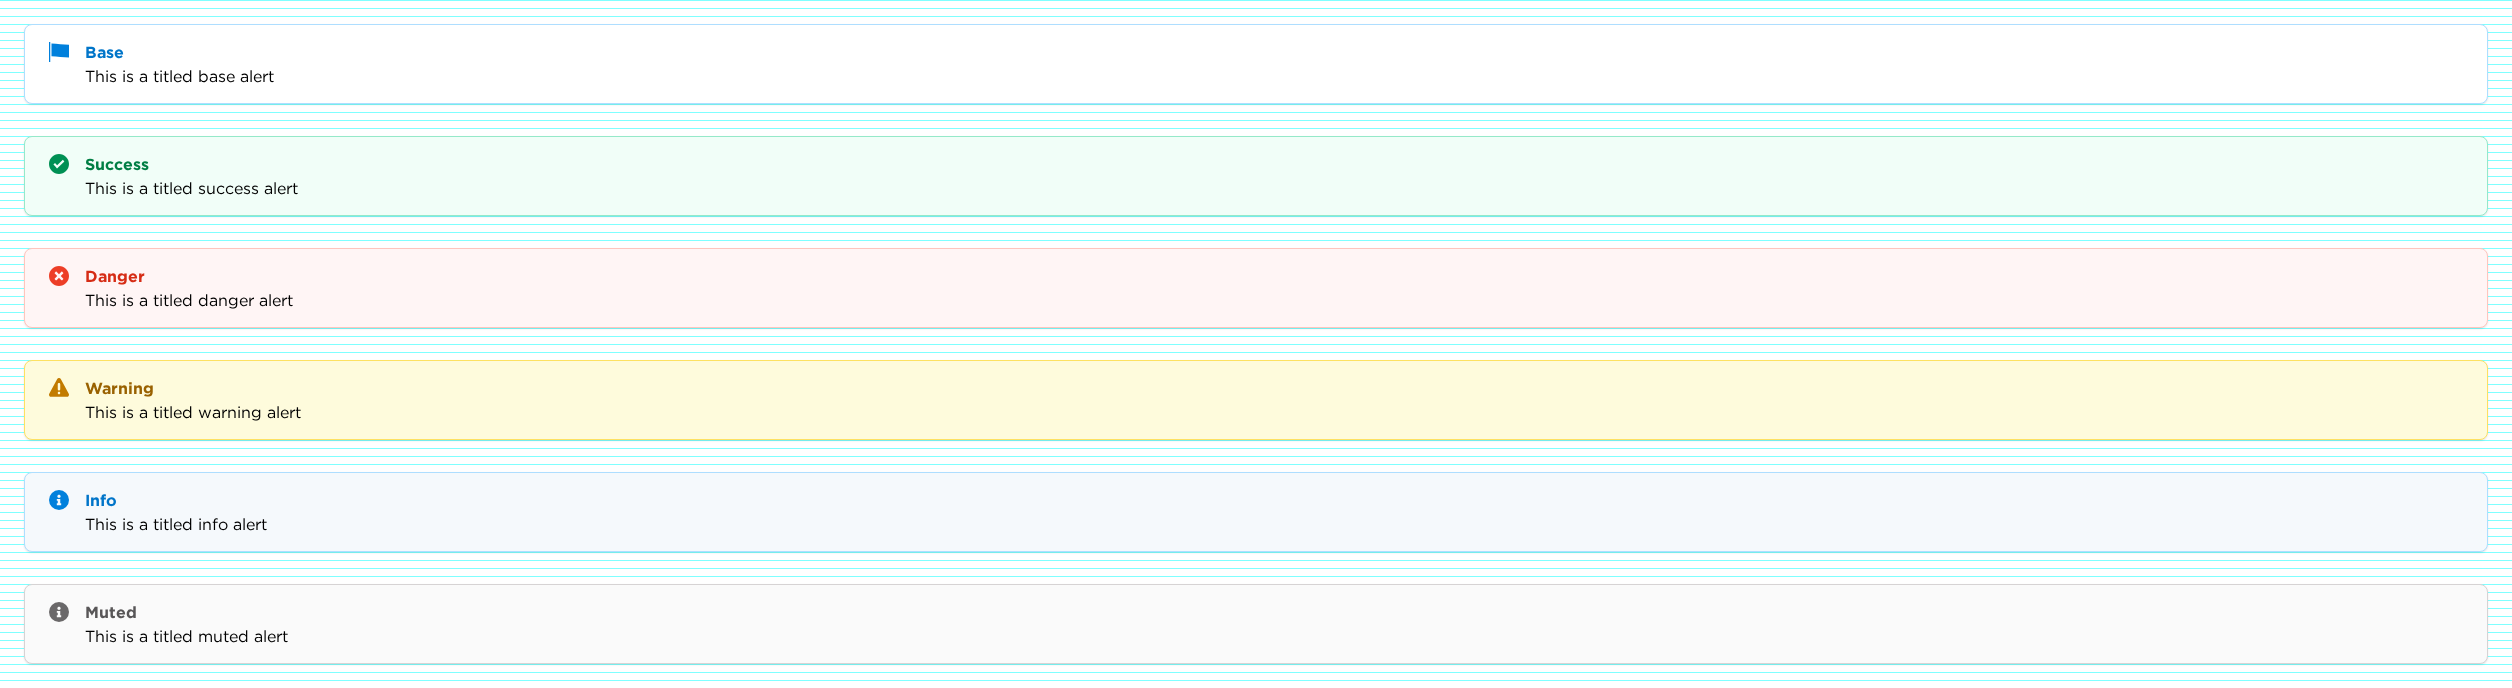 Base
This is a titled base alert
Success
This is a titled success alert
Danger
This is a titled danger alert
Warning
This is a titled warning alert
Info
This is a titled info alert
Muted
This is a titled muted alert